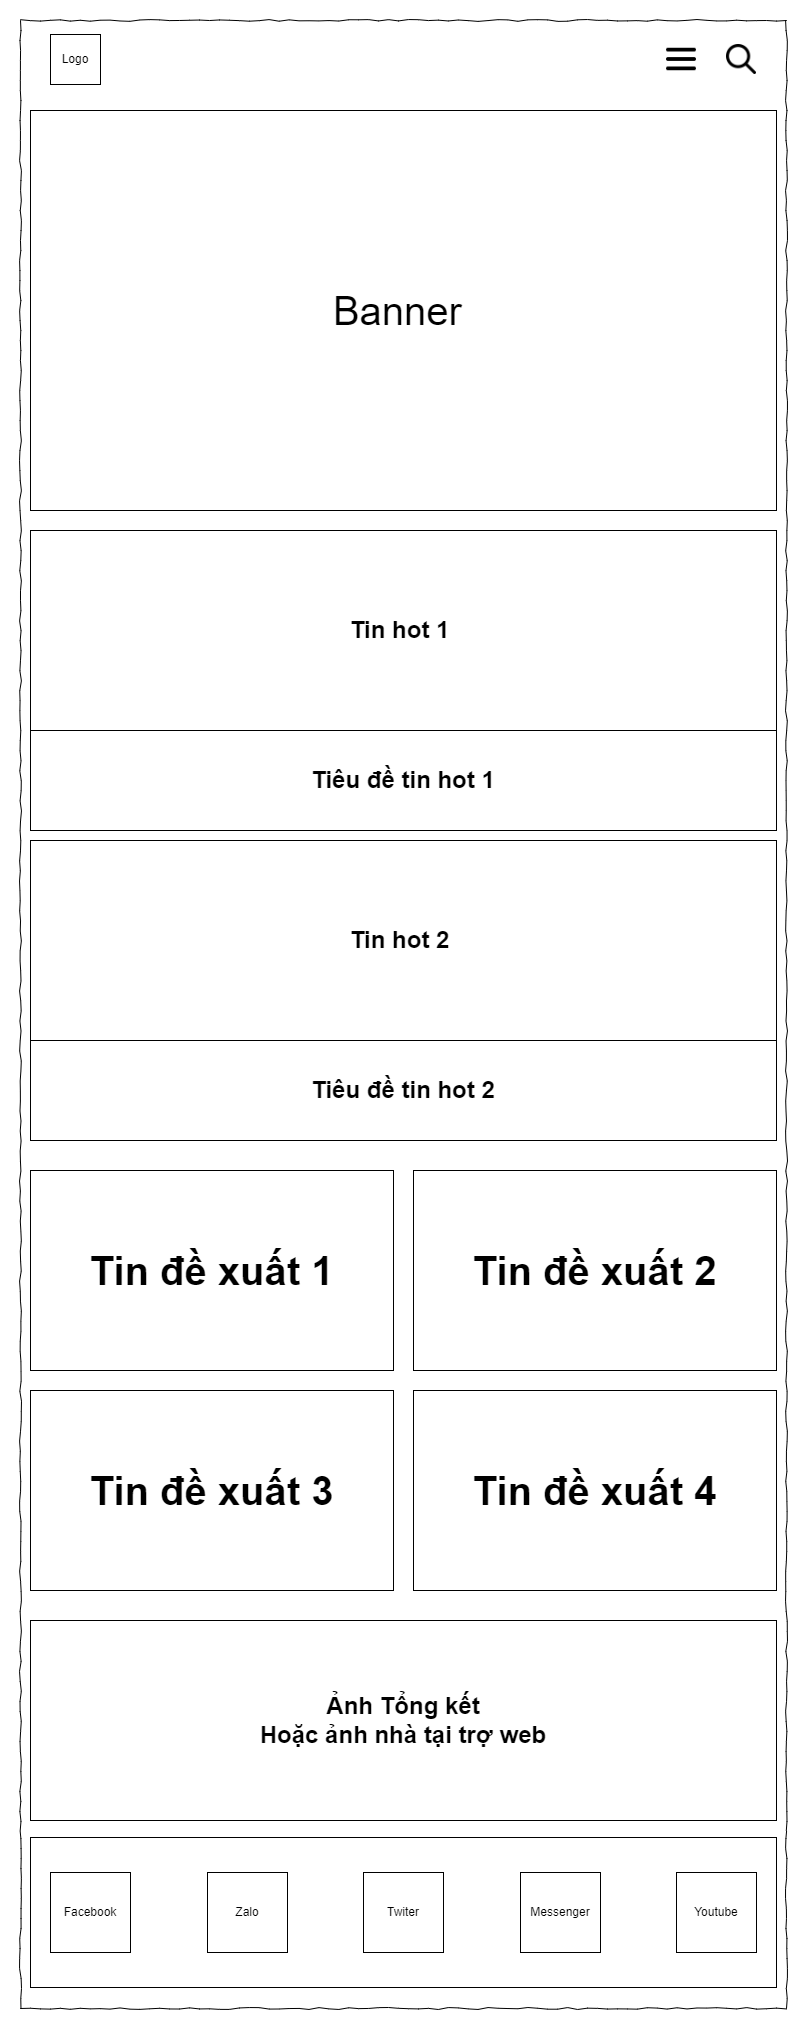 Logo
Banner
Tin hot 1
Tiêu đề tin hot 1
Tin hot 2
Tiêu đề tin hot 2
Tin đề xuất 1
Tin đề xuất 2
Tin đề xuất 3
Tin đề xuất 4
Ảnh Tổng kết
Hoặc ảnh nhà tại trợ web
Facebook
Zalo
Twiter
Messenger
Youtube